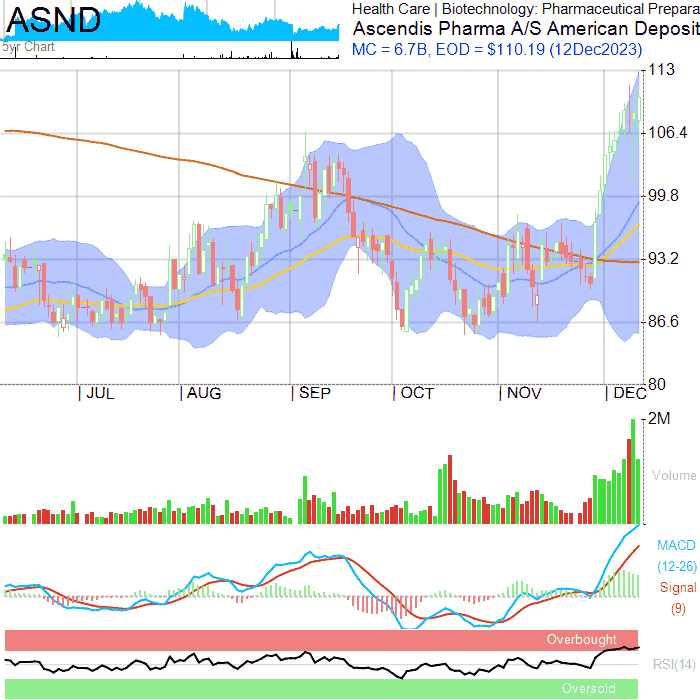 ASND
5yr Chart
Health Care | Biotechnology: Pharmaceutical Prepara
Ascendis Pharma A/S American Deposit
MC = 6.7B, EOD = $110.19 (12Dec2023)
113
106.4
99.8
93.2
86.6
80
| JUL | AUG | SEP | OCT | NOV | DEC
2M
Volume
MACD
(12-26)
Signal
(9)
Overbought
RSI(14)
Oversold